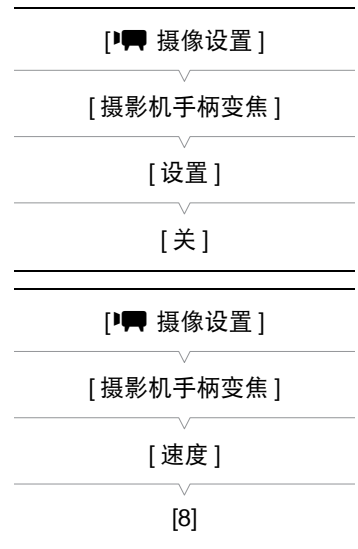 [ 摄像设置 ]
[ 摄影机手柄变焦 ]
[ 设置 ]
[ 关 ]
[ 摄像设置 ]
[ 摄影机手柄变焦 ]
[ 速度 ]
[8]